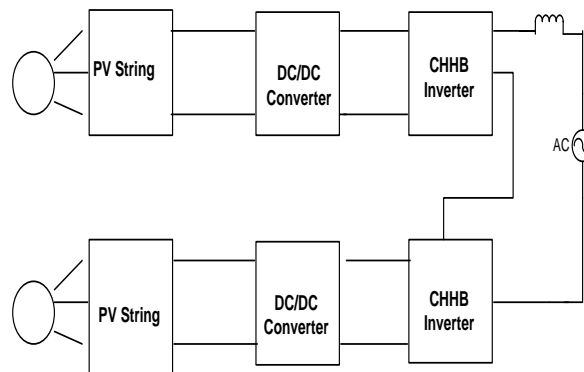 PV String
DC/DC
Converter
CHHB
Inverter
AC
PV String
DC/DC
Converter
CHHB
Inverter